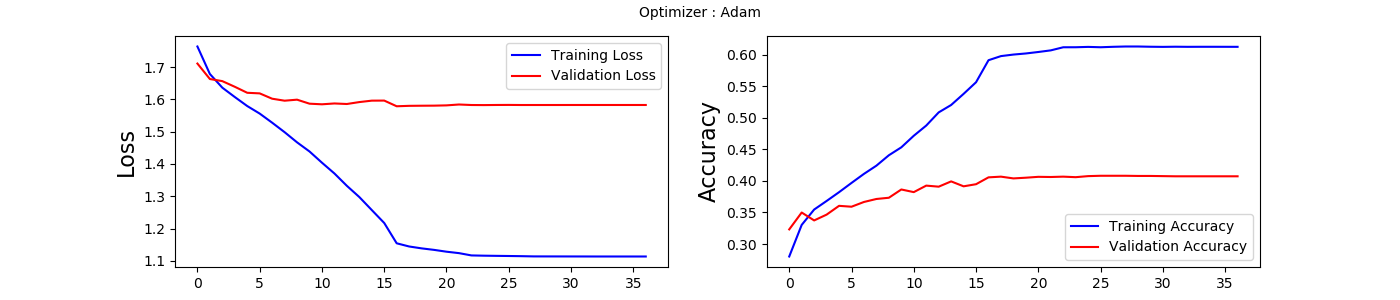 Optimizer : Adam
Loss
1.7
1.6
1.5
1.4
1.3
1.2
1.1
0 5 10 15 20 25 30 35
Training Loss
Validation Loss
Accuracy
0.60
0.55
0.50
0.45
0.40
0.35
0.30
0 5 10 15 20 25 30 35
Training Accuracy
Validation Accuracy